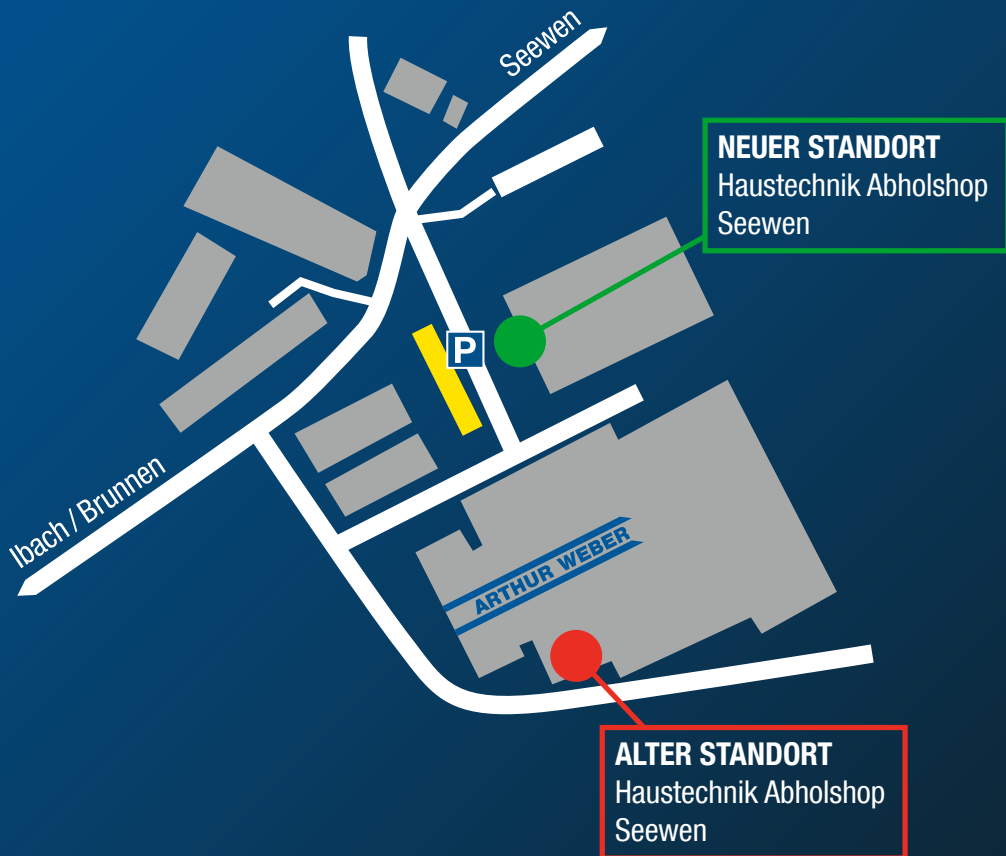 Seewen
NEUER STANDORT
Haustechnik Abholshop
Seewen
P
Ibach / Brunnen
ARTHUR WEBER
ALTER STANDORT
Haustechnik Abholshop
Seewen